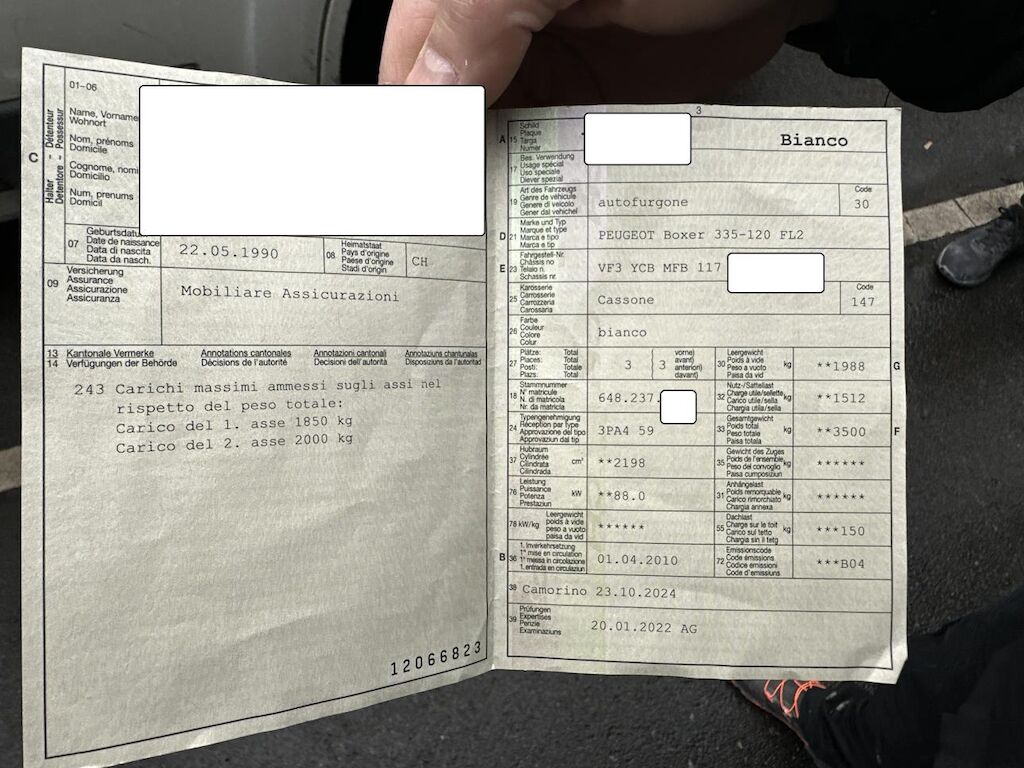 01-06
Halter - Détenteur
Detentore - Possessur
C
Name, Vorname
Wohnort
Nom, prénoms
Domicile
Cognome, nomi
Domicilio
Num, prenums
Domicil
07
Geburtsdatu
Date de naissance
Data di nascita
Data da nasch.
22.05.1990
08
Heimatstaat
Pays d'origine
Paese d'origine
Stadi d'origin
CH
09
Versicherung
Assurance
Assicurazione
Assicuranza
Mobiliare Assicurazioni
13 Kantonale Vermerke Annotations cantonales Annotazioni cantonali Annotaziuns chantunalas
14 Verfügungen der Behörde Décisions de l'autorité Decisioni dell'autorità Disposiziuns da l'autoritad
243 Carichi massimi ammessi sugli assi nel
rispetto del peso totale:
Carico del 1. asse 1850 kg
Carico del 2. asse 2000 kg
12066823
3
A 15
Schild
Plaque
Targa
Numer
Bianco
17
Bes. Verwendung
Usage spécial
Uso speciale
Diever spezial
19
Art des Fahrzeugs
Genre de véhicule
Genere di veicolo
Gener dal vehichel
autofurgone
Code
30
D 21
Marke und Typ
Marque et type
Marca e tipo
Marca e tip
PEUGEOT Boxer 335-120 FL2
E 23
Fahrgestell-Nr.
Châssis no
Telaio n.
Schassis nr.
VF3 YCB MFB 117
25
Karosserie
Carrosserie
Carrozzeria
Carossaria
Cassone
Code
147
26
Farbe
Couleur
Colore
Colur
bianco
27
Plätze: Total
Places: Total
Posti: Totale
Plazs: Total
3
3
vorne)
avant)
anteriori)
davant)
30
Leergewicht
Poids à vide
Peso a vuoto
Paisa da vid
kg
**1988
G
18
Stammnummer
N° matricule
N. di matricola
Nr. da matricla
648.237.
32
Nutz-/Sattellast
Charge utile/sellette
Carico utile/sella
Chargia utila/sella
kg
**1512
24
Typengenehmigung
Réception par type
Approvazione del tipo
Approvaziun dal tip
3PA4 59
33
Gesamtgewicht
Poids total
Peso totale
Paisa totala
kg
**3500
F
37
Hubraum
Cylindrée
Cilindrata
Cilindrada
cm³
**2198
35
Gewicht des Zuges
Poids de l'ensemble
Peso del convoglio
Paisa cumposiziun
kg
******
76
Leistung
Puissance
Potenza
Prestaziun
kW
**88.0
31
Anhängelast
Poids remorquable
Carico rimorchiato
Chargia annexa
kg
******
78 kW/kg
Leergewicht
poids à vide
peso a vuoto
paisa da vid
******
55
Dachlast
Charge sur le toit
Carico sul tetto
Chargia sin il tetg
kg
***150
B 36
1. Inverkehrsetzung
1re mise en circulation
1a messa in circolazione
1. entrada en circulaziun
01.04.2010
72
Emissionscode
Code émissions
Codice emissioni
Code d'emissiuns
***B04
38 Camorino 23.10.2024
39
Prüfungen
Expertises
Perizie
Examinaziuns
20.01.2022 AG